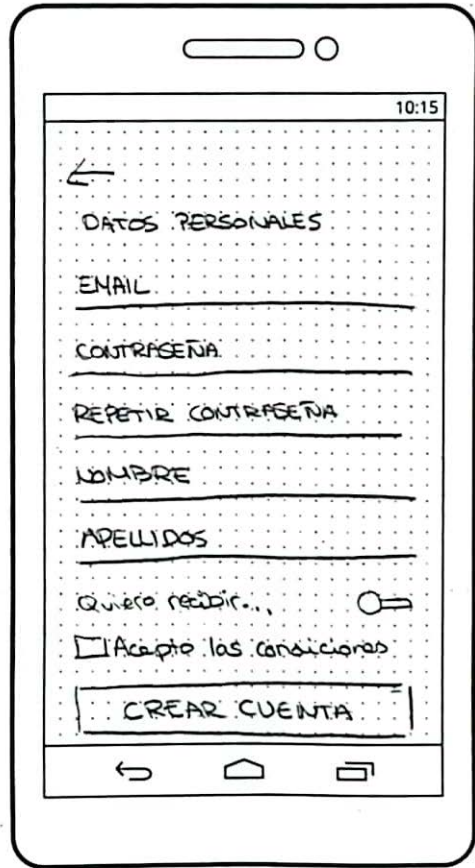 10:15
DATOS PERSONALES
EMAIL
CONTRASEÑA
REPETIR CONTRASEÑA
NOMBRE
APELLIDOS
Quiero recibir...
Acepto las condiciones
CREAR CUENTA